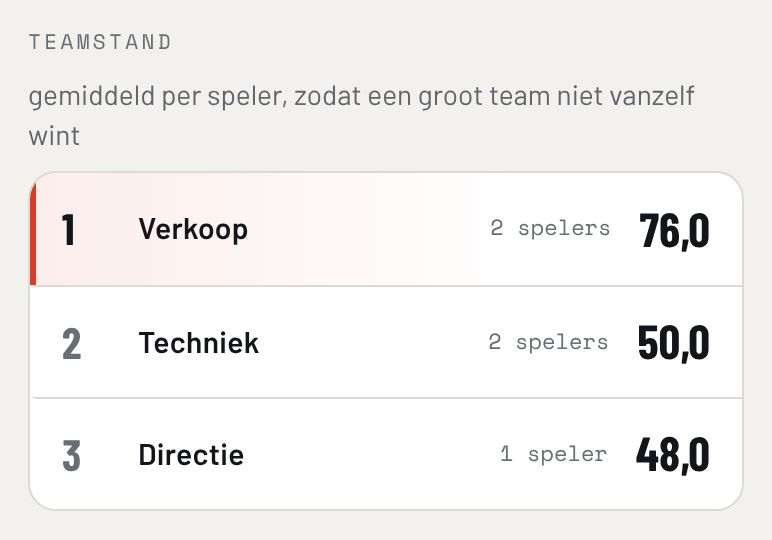 TEAMSTAND
gemiddeld per speler, zodat een groot team niet vanzelf
wint
1 Verkoop 2 spelers 76,0
2 Techniek 2 spelers 50,0
3 Directie 1 speler 48,0